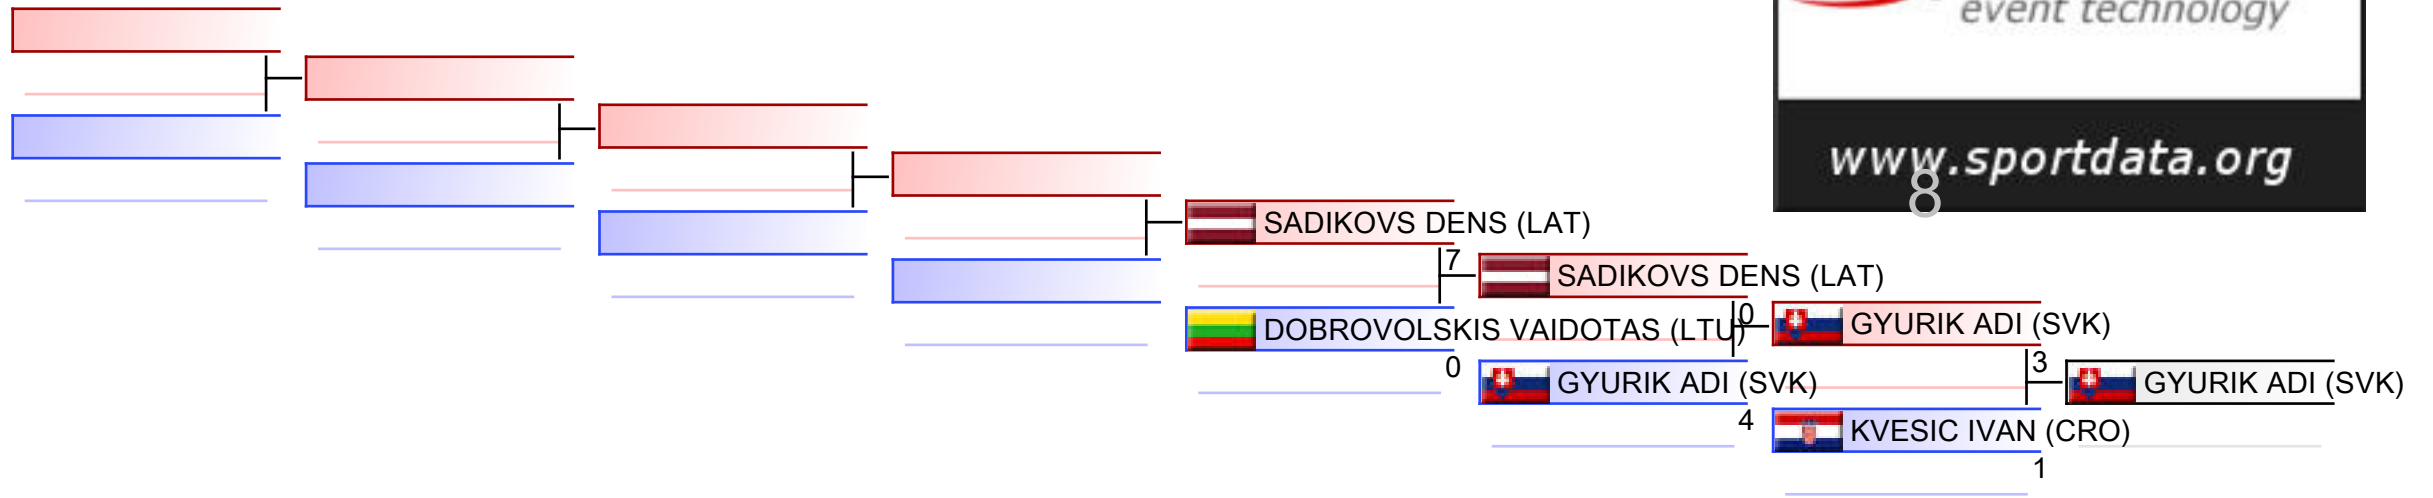 event technology
www.sportdata.org
8
SADIKOVS DENS (LAT)
7
SADIKOVS DENS (LAT)
DOBROVOLSKIS VAIDOTAS (LTU)
0
0
GYURIK ADI (SVK)
GYURIK ADI (SVK)
4
3
GYURIK ADI (SVK)
KVESIC IVAN (CRO)
1